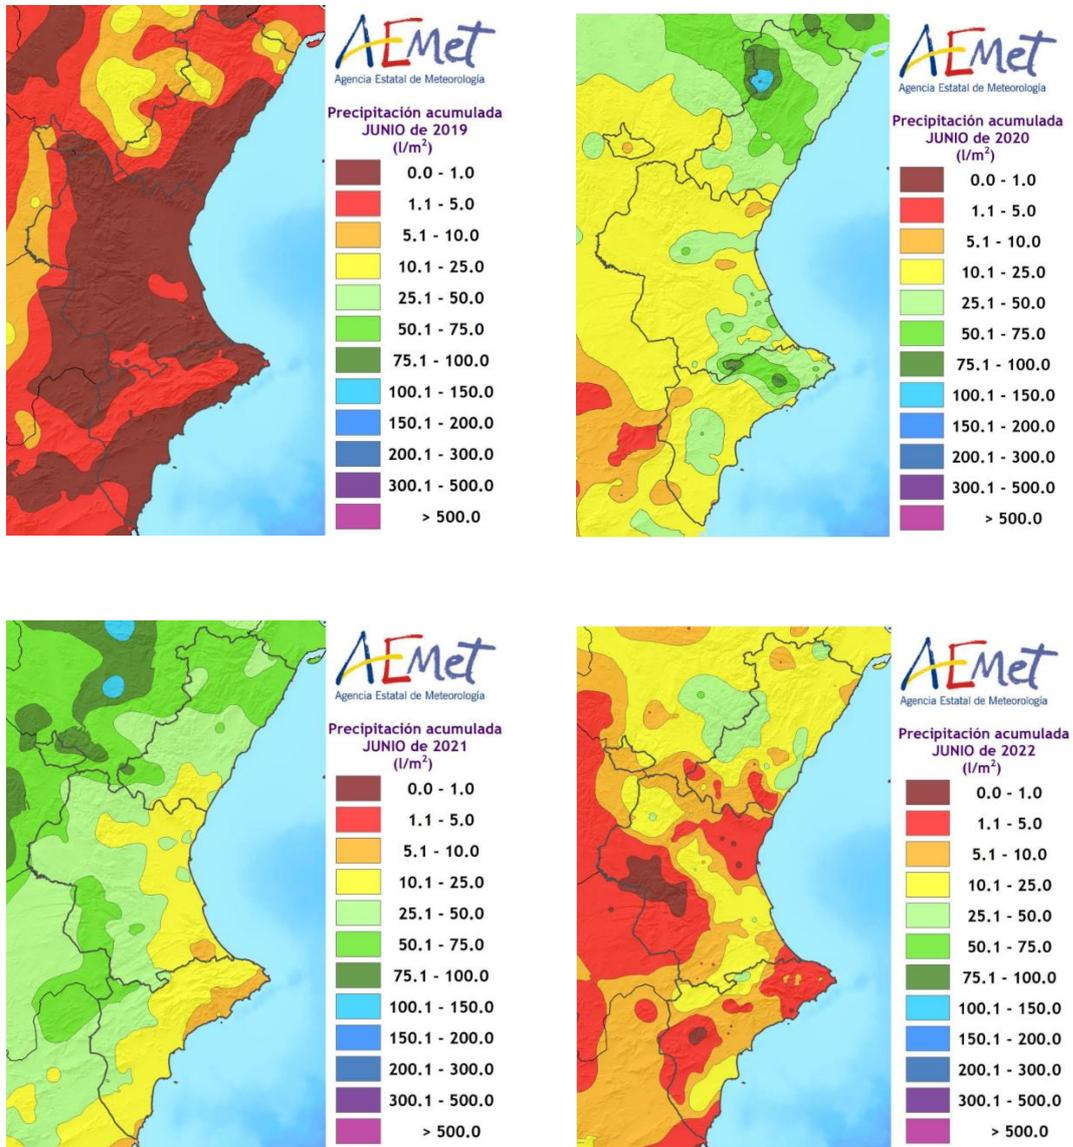 AEMet
Agencia Estatal de Meteorología
Precipitación acumulada
JUNIO de 2019
(l/m²)
0.0 - 1.0
1.1 - 5.0
5.1 - 10.0
10.1 - 25.0
25.1 - 50.0
50.1 - 75.0
75.1 - 100.0
100.1 - 150.0
150.1 - 200.0
200.1 - 300.0
300.1 - 500.0
> 500.0
AEMet
Agencia Estatal de Meteorología
Precipitación acumulada
JUNIO de 2020
(l/m²)
0.0 - 1.0
1.1 - 5.0
5.1 - 10.0
10.1 - 25.0
25.1 - 50.0
50.1 - 75.0
75.1 - 100.0
100.1 - 150.0
150.1 - 200.0
200.1 - 300.0
300.1 - 500.0
> 500.0
AEMet
Agencia Estatal de Meteorología
Precipitación acumulada
JUNIO de 2021
(l/m²)
0.0 - 1.0
1.1 - 5.0
5.1 - 10.0
10.1 - 25.0
25.1 - 50.0
50.1 - 75.0
75.1 - 100.0
100.1 - 150.0
150.1 - 200.0
200.1 - 300.0
300.1 - 500.0
> 500.0
AEMet
Agencia Estatal de Meteorología
Precipitación acumulada
JUNIO de 2022
(l/m²)
0.0 - 1.0
1.1 - 5.0
5.1 - 10.0
10.1 - 25.0
25.1 - 50.0
50.1 - 75.0
75.1 - 100.0
100.1 - 150.0
150.1 - 200.0
200.1 - 300.0
300.1 - 500.0
> 500.0